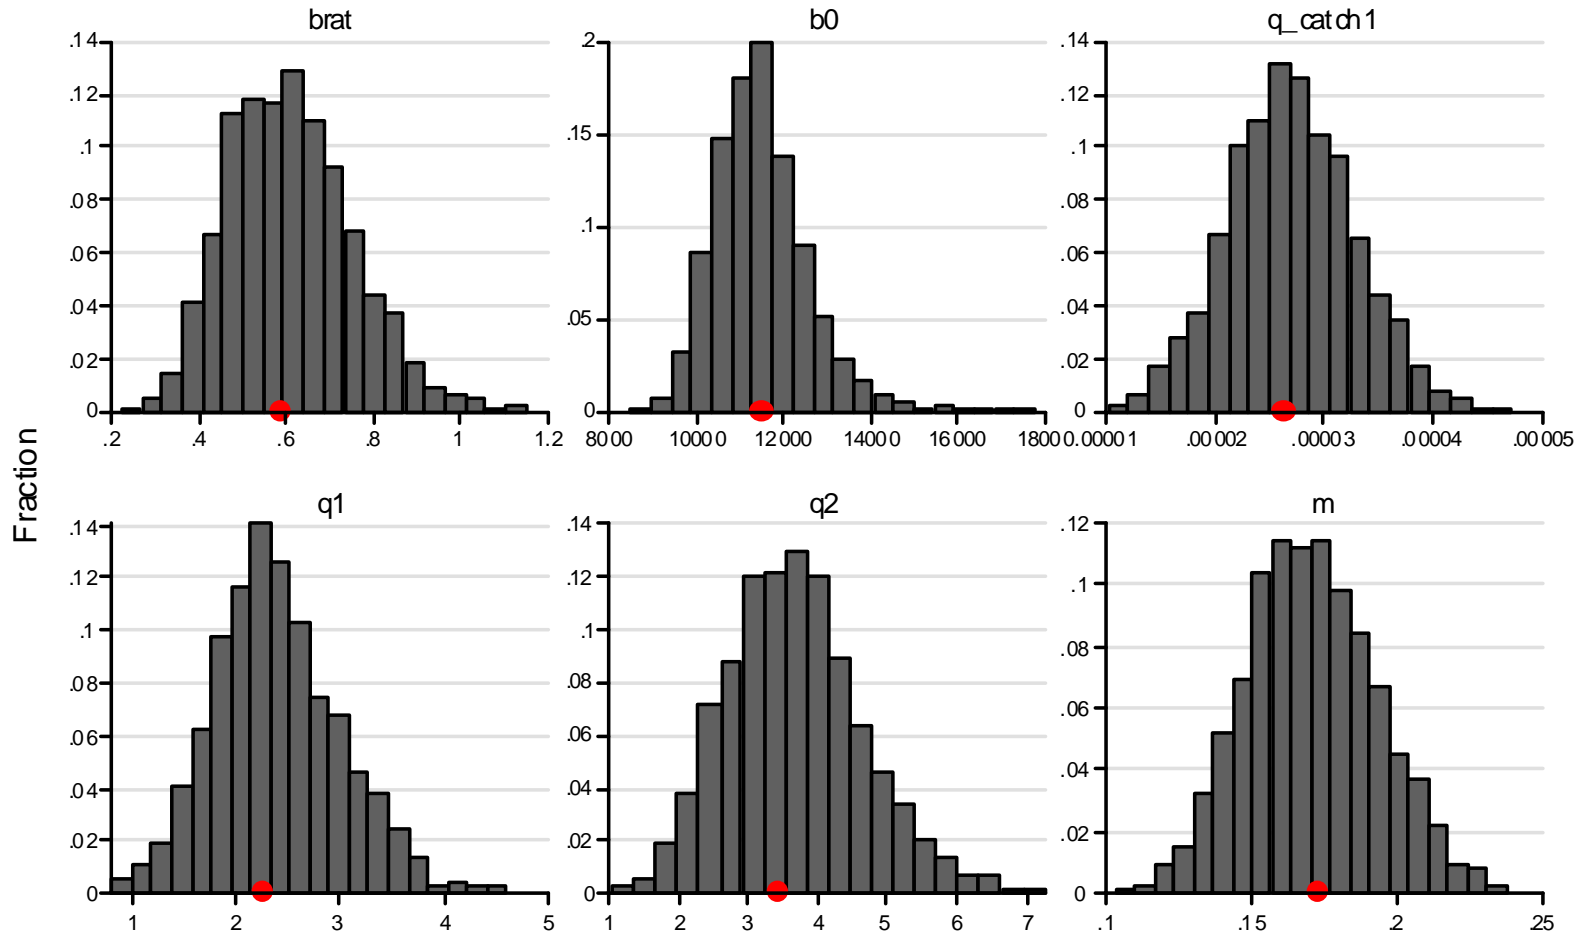 brat b0 q_catch1
.14 .2 .14
.12 .12
.15
.1 .1
.08 .1 .08
.06 .06
.04 .05 .04
.02 .02
0 0 0
.2 .4 .6 .8 1 1.2 8000 10000 12000 14000 16000 18000 0.00001 .00002 .00003 .00004 .00005
Fraction
q1 q2 m
.14 .14 .12
.12 .12 .1
.1 .1
.08 .08 .08
.06 .06 .06
.04 .04 .04
.02 .02 .02
0 0 0
1 2 3 4 5 1 2 3 4 5 6 7 .1 .15 .2 .25